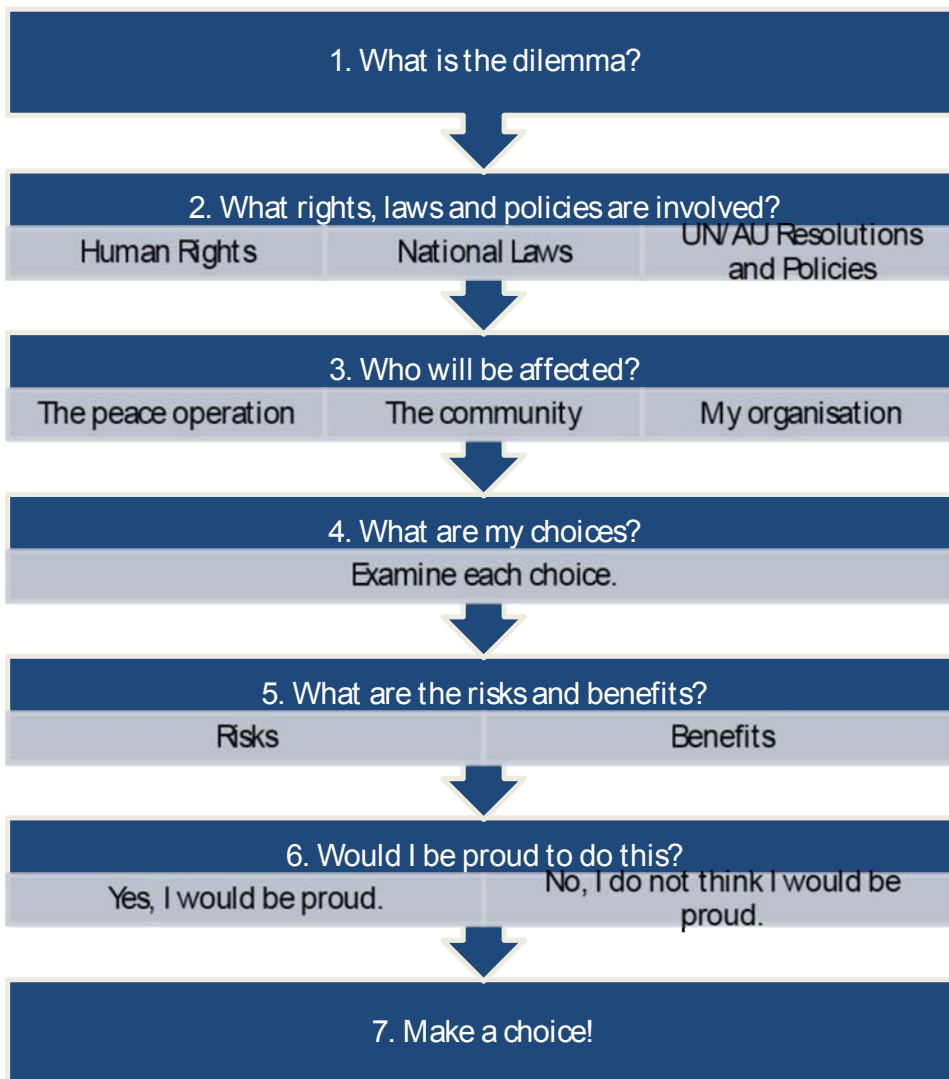 1. What is the dilemma?
2. What rights, laws and policies are involved?
Human Rights
National Laws
UN/AU Resolutions
and Policies
3. Who will be affected?
The peace operation
The community
My organisation
4. What are my choices?
Examine each choice.
5. What are the risks and benefits?
Risks
Benefits
6. Would I be proud to do this?
Yes, I would be proud.
No, I do not think I would be
proud.
7. Make a choice!